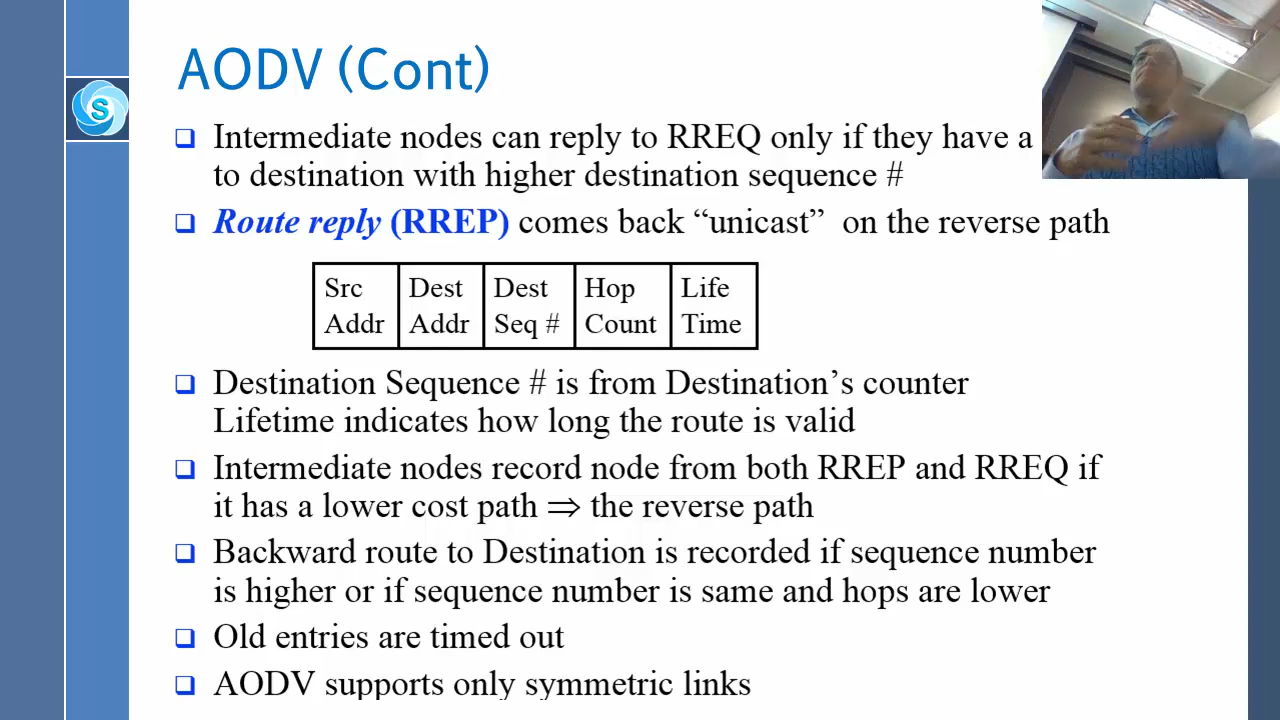 AODV (Cont)
S
Intermediate nodes can reply to RREQ only if they have a
to destination with higher destination sequence #
Route reply (RREP) comes back “unicast” on the reverse path
Src Addr
Dest Addr
Dest Seq #
Hop Count
Life Time
Destination Sequence # is from Destination’s counter
Lifetime indicates how long the route is valid
Intermediate nodes record node from both RREP and RREQ if
it has a lower cost path ⇒ the reverse path
Backward route to Destination is recorded if sequence number
is higher or if sequence number is same and hops are lower
Old entries are timed out
AODV supports only symmetric links